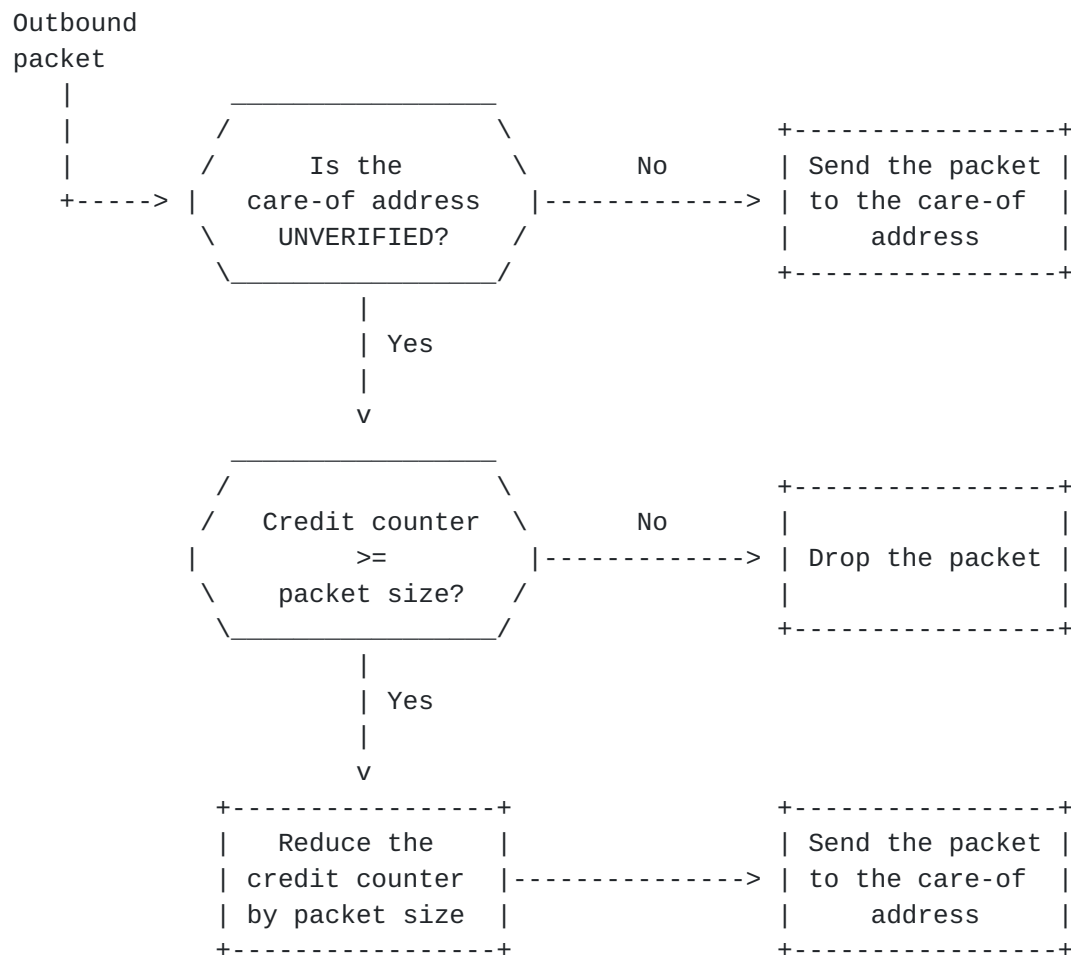 Outbound
packet
Is the
care-of address
UNVERIFIED?
No
Send the packet
to the care-of
address
Yes
Credit counter
>=
packet size?
No
Drop the packet
Yes
Reduce the
credit counter
by packet size
Send the packet
to the care-of
address